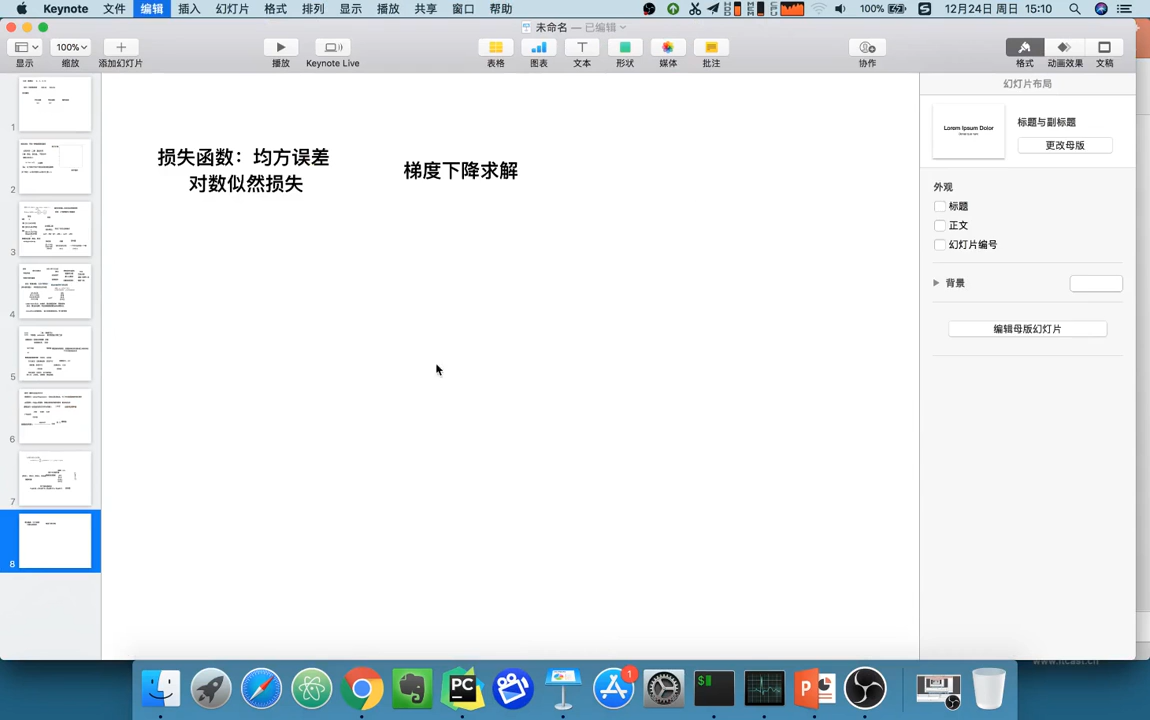 Keynote 文件 编辑 插入 幻灯片 格式 排列 显示 播放 共享 窗口 帮助
100% 12月24日 周日 15:10
未命名 — 已编辑
100%
显示 缩放 添加幻灯片 播放 Keynote Live 表格 图表 文本 形状 媒体 批注 协作 格式 动画效果 文稿
幻灯片布局
Lorem Ipsum Dolor
标题与副标题
更改母版
外观
标题
正文
幻灯片编号
背景
编辑母版幻灯片
损失函数：均方误差
对数似然损失
梯度下降求解
1
2
3
4
5
6
7
8
PC
1
$
P
www.itcast.cn